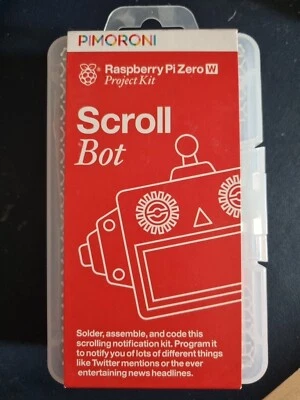 PIMORONI
Raspberry Pi Zero W
Project Kit
Scroll
Bot
Solder, assemble, and code this
scrolling notification kit. Program it
to notify you of lots of different things
like Twitter mentions or the ever
entertaining news headlines.